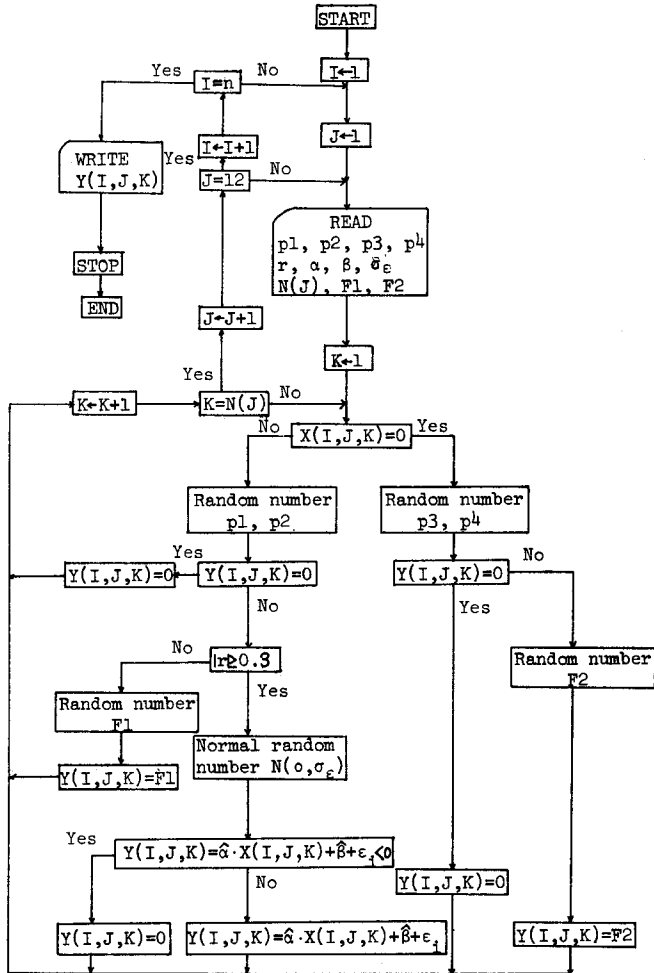 START
I←1
Yes
I=n
No
J←1
I←I+1
WRITE
Y(I,J,K)
Yes
J=12
No
READ
p1, p2, p3, p4
r, α, β, σ̂ε
N(J), F1, F2
STOP
END
J←J+1
K←1
Yes
K←K+1
K=N(J)
No
No
X(I,J,K)=0
Yes
Random number
p1, p2
Random number
p3, p4
Yes
No
Y(I,J,K)=0
Y(I,J,K)=0
Y(I,J,K)=0
No
Yes
No
|r≥0.3
Random number
F2
Random number
F1
Yes
Normal random
number N(o,σε)
Y(I,J,K)=F1
Yes
Y(I,J,K)=α̂·X(I,J,K)+β̂+εi<0
No
Y(I,J,K)=0
Y(I,J,K)=0
Y(I,J,K)=α̂·X(I,J,K)+β̂+εi
Y(I,J,K)=F2